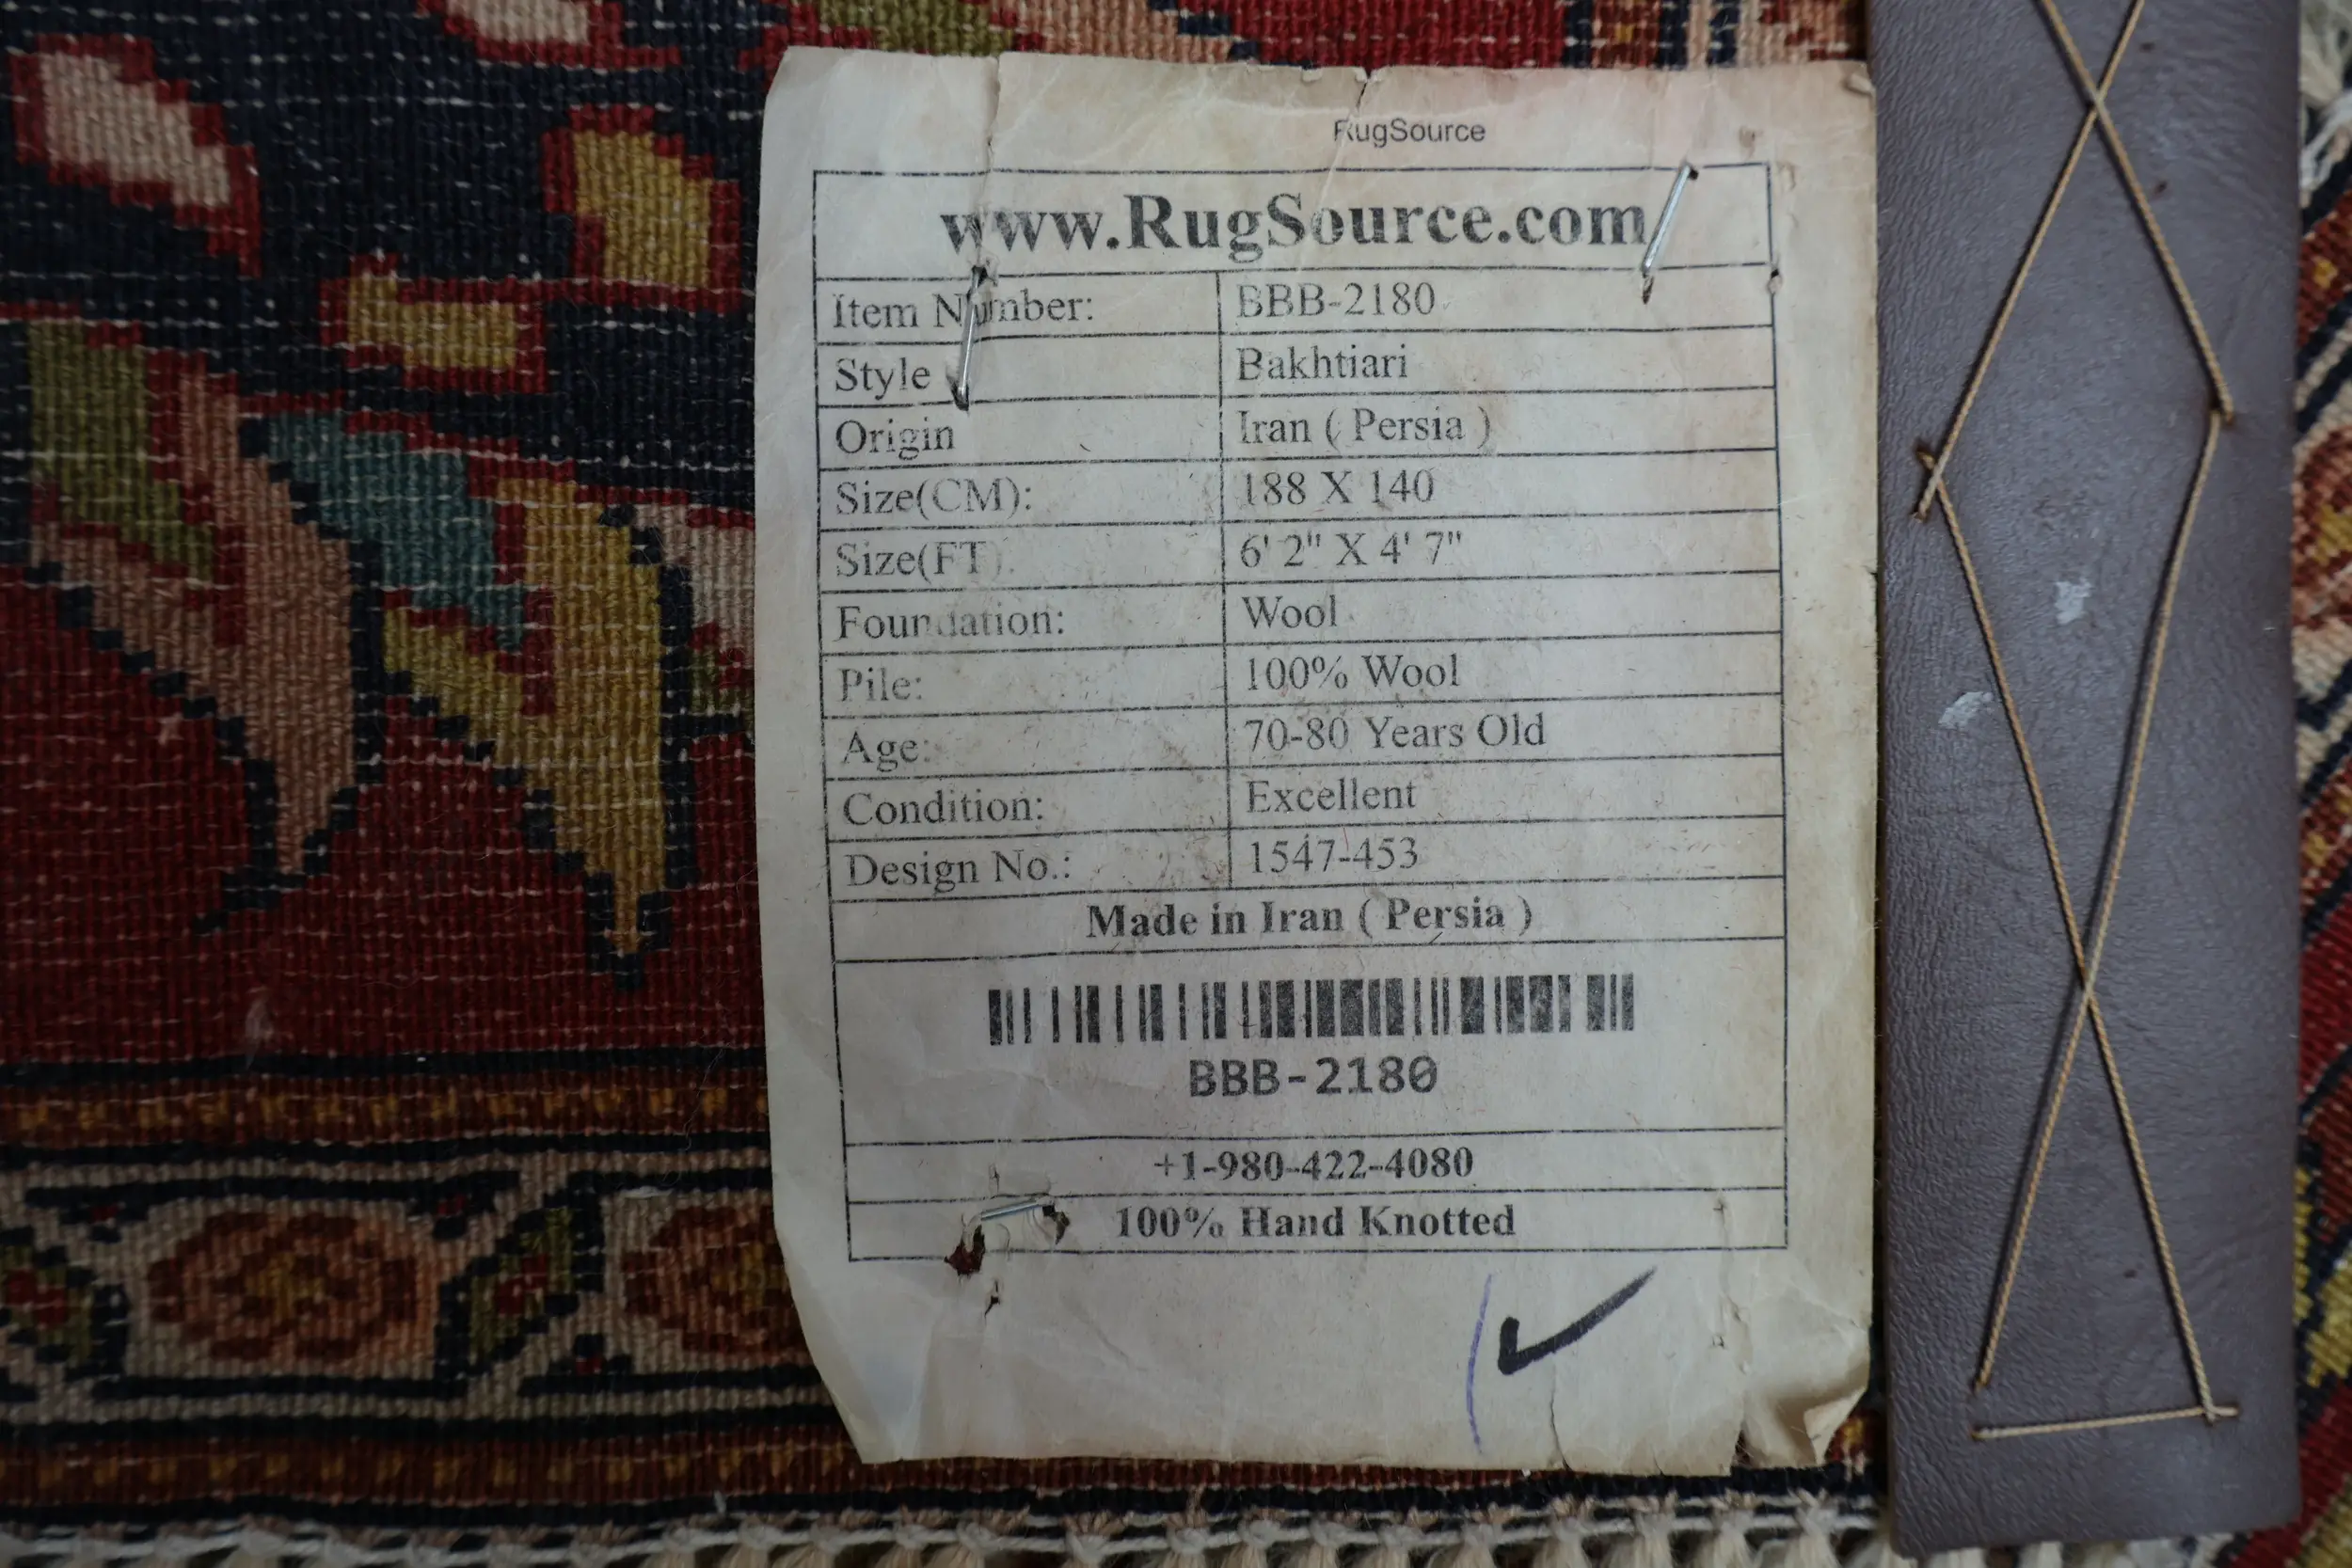 RugSource
www.RugSource.com
Item Number: BBB-2180
Style Bakhtiari
Origin Iran ( Persia )
Size(CM): 188 X 140
Size(FT). 6' 2" X 4' 7"
Foundation: Wool
Pile: 100% Wool
Age: 70-80 Years Old
Condition: Excellent
Design No.: 1547-453
Made in Iran ( Persia )
BBB-2180
+1-980-422-4080
100% Hand Knotted